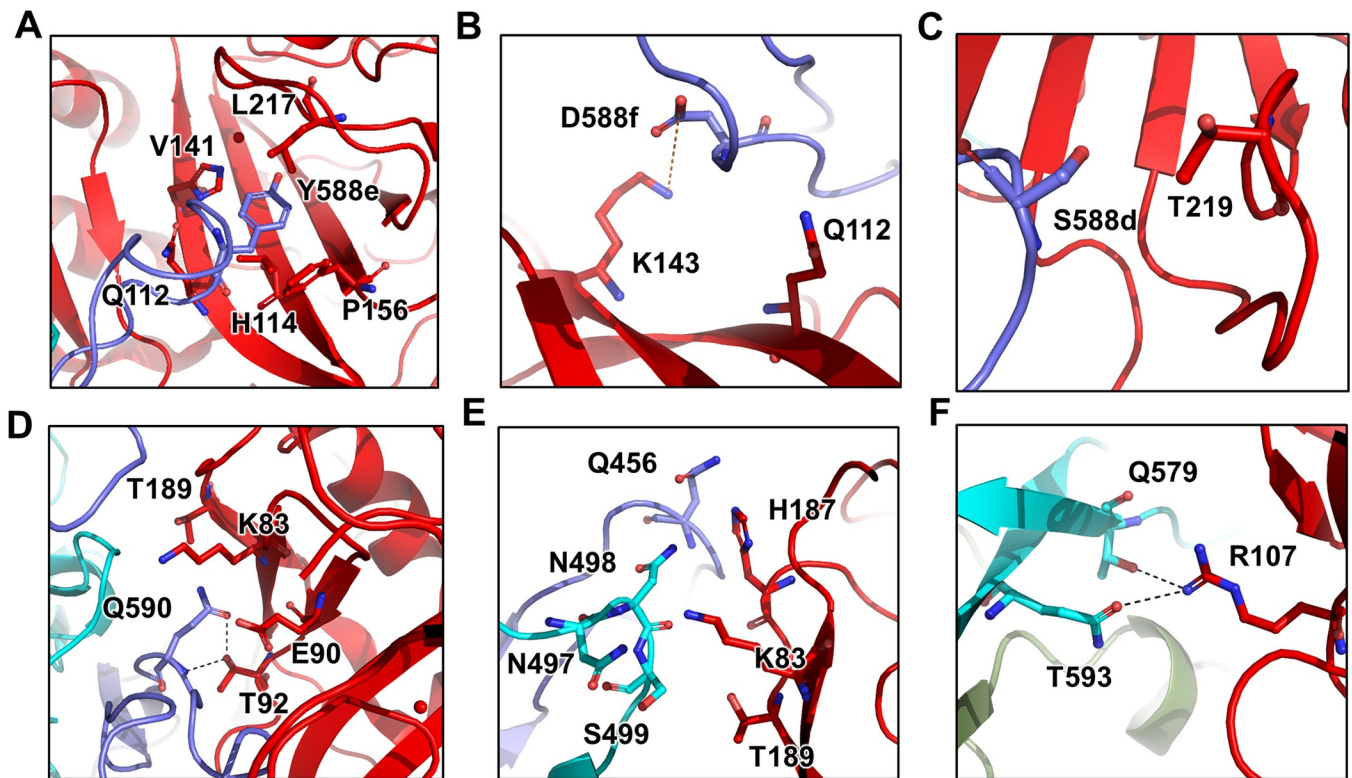 A
L217
V141
Y588e
Q112
H114
P156
B
D588f
Q112
K143
C
S588d
T219
D
T189
K83
Q590
E90
T92
E
Q456
H187
N498
N497
K83
S499
T189
F
Q579
R107
T593